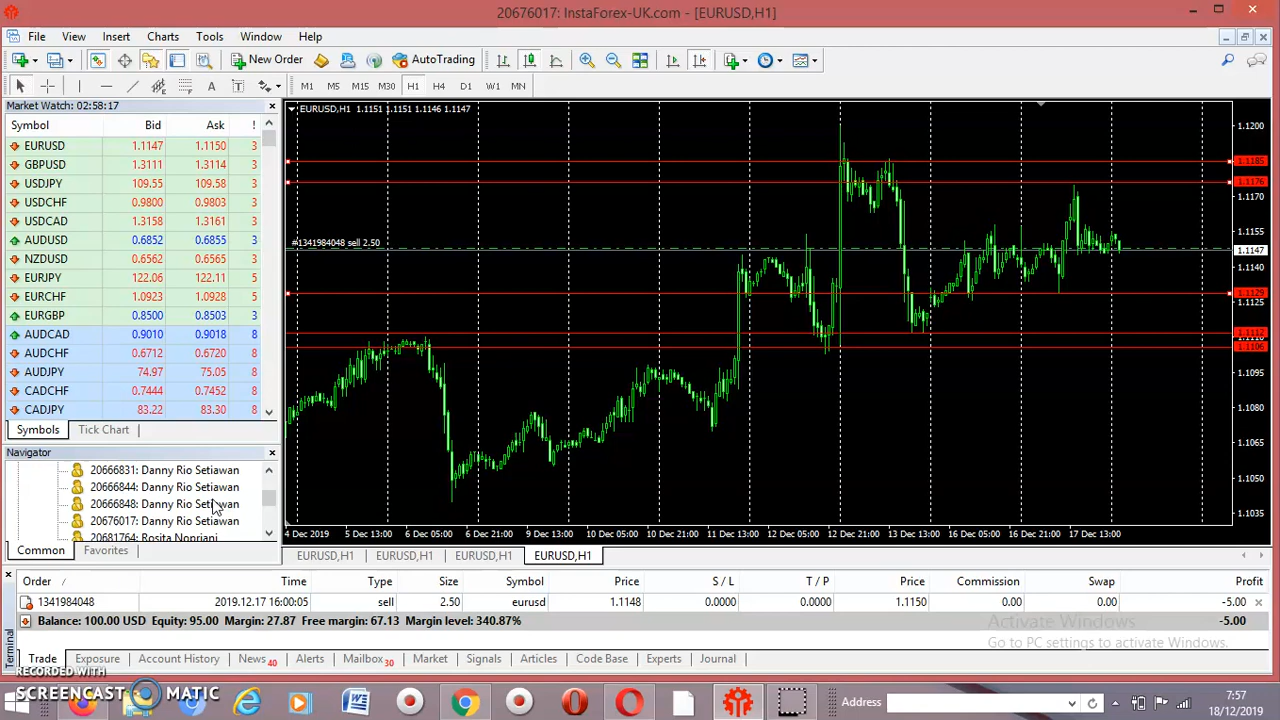 20676017: InstaForex-UK.com - [EURUSD,H1]
File View Insert Charts Tools Window Help
New Order AutoTrading
M1 M5 M15 M30 H1 H4 D1 W1 MN
Market Watch: 02:58:17
Symbol Bid Ask !
EURUSD 1.1147 1.1150 3
GBPUSD 1.3111 1.3114 3
USDJPY 109.55 109.58 3
USDCHF 0.9800 0.9803 3
USDCAD 1.3158 1.3161 3
AUDUSD 0.6852 0.6855 3
NZDUSD 0.6562 0.6565 3
EURJPY 122.06 122.11 5
EURCHF 1.0923 1.0928 5
EURGBP 0.8500 0.8503 3
AUDCAD 0.9010 0.9018 8
AUDCHF 0.6712 0.6720 8
AUDJPY 74.97 75.05 8
CADCHF 0.7444 0.7452 8
CADJPY 83.22 83.30 8
Symbols Tick Chart
Navigator
20666831: Danny Rio Setiawan
20666844: Danny Rio Setiawan
20666848: Danny Rio Setiawan
20676017: Danny Rio Setiawan
20681764: Rosita Nopriani
Common Favorites
EURUSD,H1 1.1151 1.1151 1.1146 1.1147
#1341984048 sell 2.50
1.1200
1.1185
1.1176
1.1170
1.1155
1.1147
1.1140
1.1129
1.1125
1.1112
1.1106
1.1095
1.1080
1.1065
1.1050
1.1035
4 Dec 2019 5 Dec 13:00 6 Dec 05:00 6 Dec 21:00 9 Dec 13:00 10 Dec 05:00 10 Dec 21:00 11 Dec 13:00 12 Dec 05:00 12 Dec 21:00 13 Dec 13:00 16 Dec 05:00 16 Dec 21:00 17 Dec 13:00
EURUSD,H1 EURUSD,H1 EURUSD,H1 EURUSD,H1
Order / Time Type Size Symbol Price S / L T / P Price Commission Swap Profit
1341984048 2019.12.17 16:00:05 sell 2.50 eurusd 1.1148 0.0000 0.0000 1.1150 0.00 0.00 -5.00
Balance: 100.00 USD Equity: 95.00 Margin: 27.87 Free margin: 67.13 Margin level: 340.87% -5.00
Activate Windows
Go to PC settings to activate Windows.
Terminal
Trade Exposure Account History News 40 Alerts Mailbox 30 Market Signals Articles Code Base Experts Journal
RECORDED WITH
SCREENCAST MATIC
Address
7:57
18/12/2019